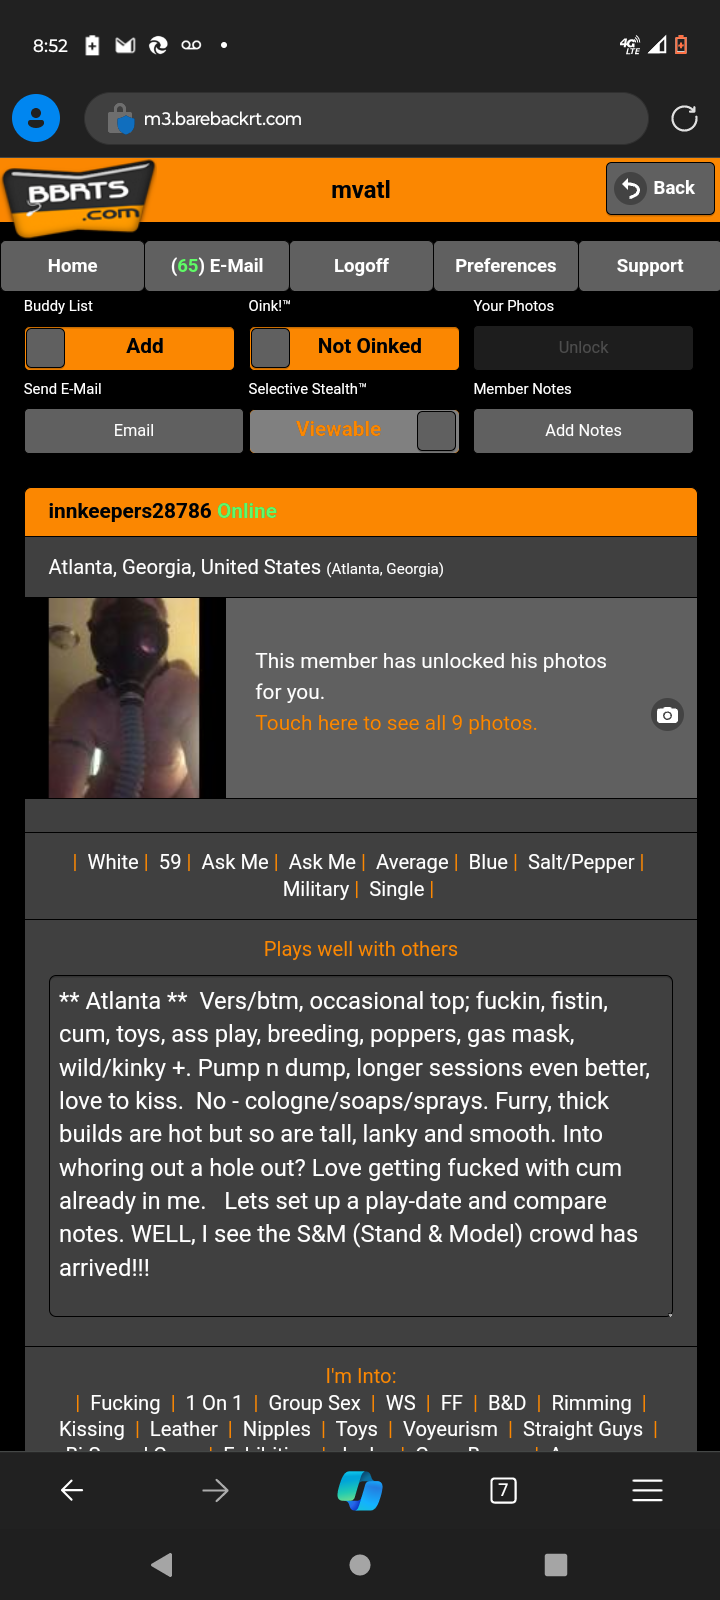 8:52
4G LTE
m3.barebackrt.com
BBRTS
.com
mvatl
Back
Home
(65) E-Mail
Logoff
Preferences
Support
Buddy List
Oink!™
Your Photos
Add
Not Oinked
Unlock
Send E-Mail
Selective Stealth™
Member Notes
Email
Viewable
Add Notes
innkeepers28786 Online
Atlanta, Georgia, United States (Atlanta, Georgia)
This member has unlocked his photos
for you.
Touch here to see all 9 photos.
| White | 59 | Ask Me | Ask Me | Average | Blue | Salt/Pepper |
Military | Single |
Plays well with others
** Atlanta **  Vers/btm, occasional top; fuckin, fistin,
cum, toys, ass play, breeding, poppers, gas mask,
wild/kinky +. Pump n dump, longer sessions even better,
love to kiss.  No - cologne/soaps/sprays. Furry, thick
builds are hot but so are tall, lanky and smooth. Into
whoring out a hole out? Love getting fucked with cum
already in me.   Lets set up a play-date and compare
notes. WELL, I see the S&M (Stand & Model) crowd has
arrived!!!
I'm Into:
| Fucking | 1 On 1 | Group Sex | WS | FF | B&D | Rimming |
Kissing | Leather | Nipples | Toys | Voyeurism | Straight Guys |
7